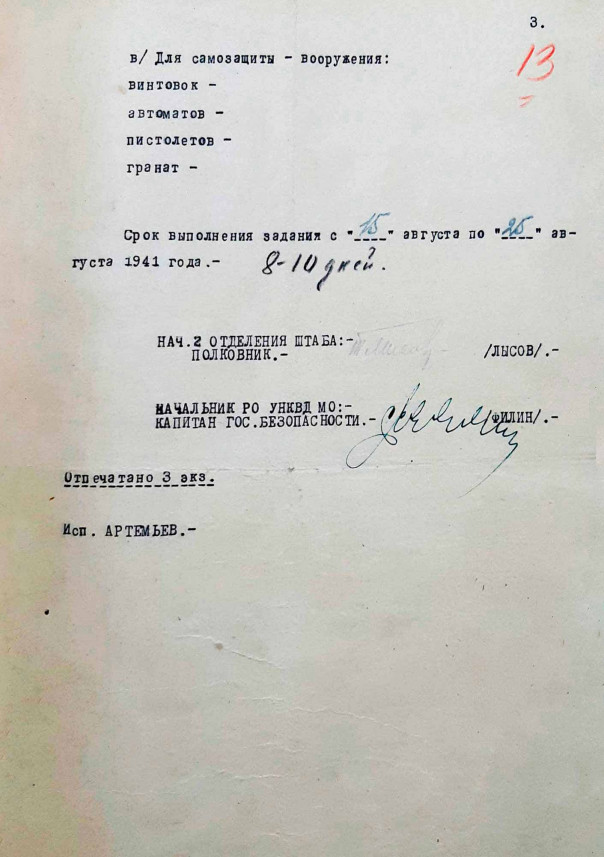 3.
13
в/ Для самозащиты - вооружения:
винтовок -
автоматов -
пистолетов -
гранат -
Срок выполнения задания с "15" августа по "25" ав-
густа 1941 года.- 8-10 дней.
НАЧ.2 ОТДЕЛЕНИЯ ШТАБА:-
ПОЛКОВНИК.- /ЛЫСОВ/.-
НАЧАЛЬНИК РО УНКВД МО:-
КАПИТАН ГОС.БЕЗОПАСНОСТИ.- /ФИЛИН/.-
Отпечатано 3 экз.
Исп. АРТЕМЬЕВ.-